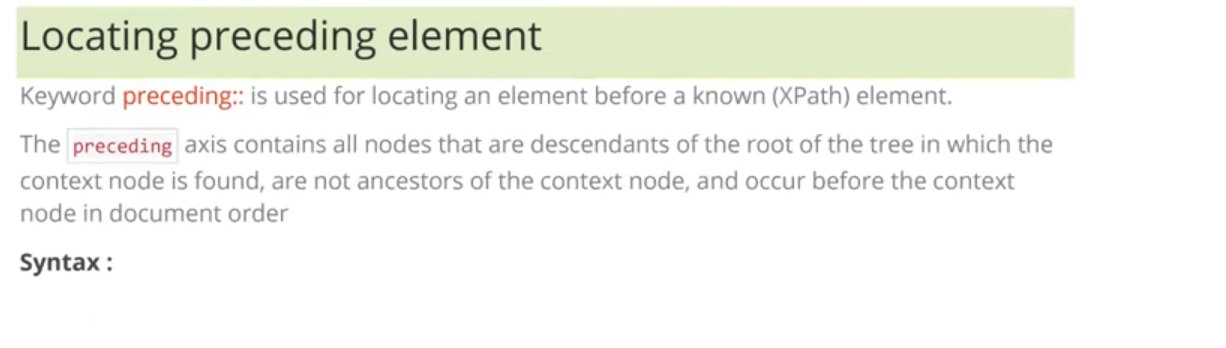 Locating preceding element
Keyword preceding:: is used for locating an element before a known (XPath) element.
The preceding axis contains all nodes that are descendants of the root of the tree in which the
context node is found, are not ancestors of the context node, and occur before the context
node in document order
Syntax :